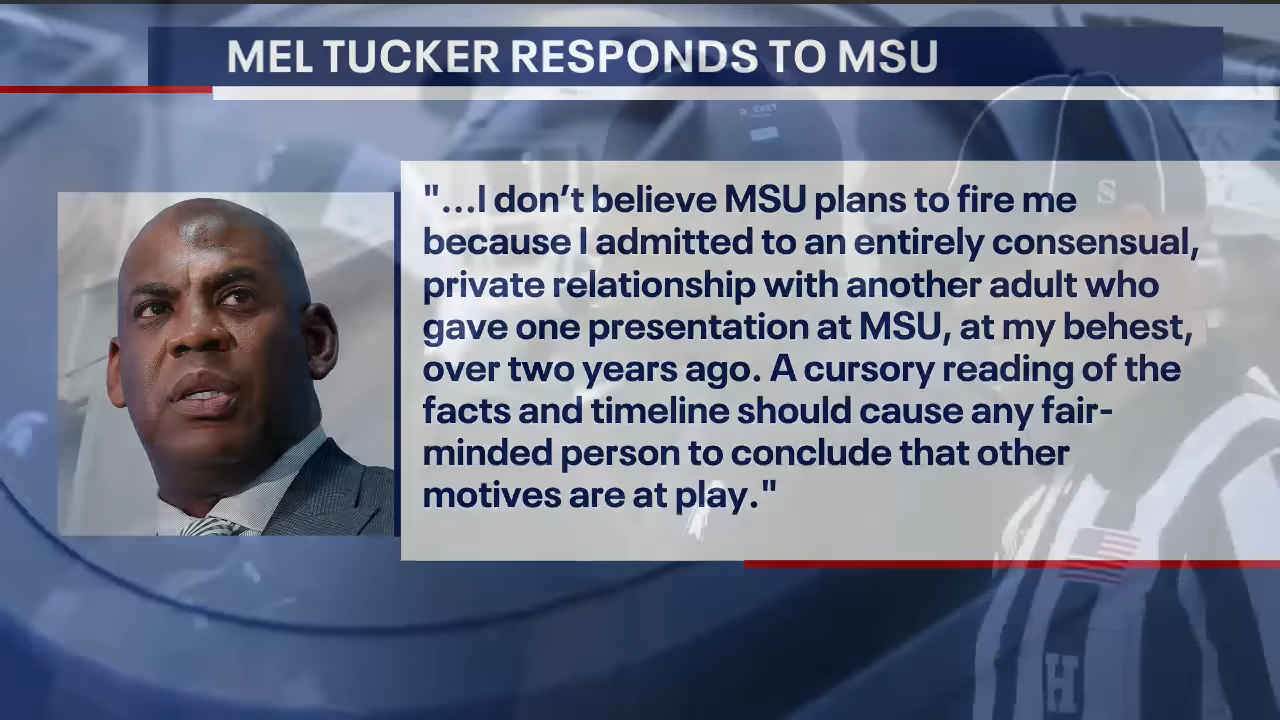 MEL TUCKER RESPONDS TO MSU
"...I don’t believe MSU plans to fire me
because I admitted to an entirely consensual,
private relationship with another adult who
gave one presentation at MSU, at my behest,
over two years ago. A cursory reading of the
facts and timeline should cause any fair-
minded person to conclude that other
motives are at play."
S
H